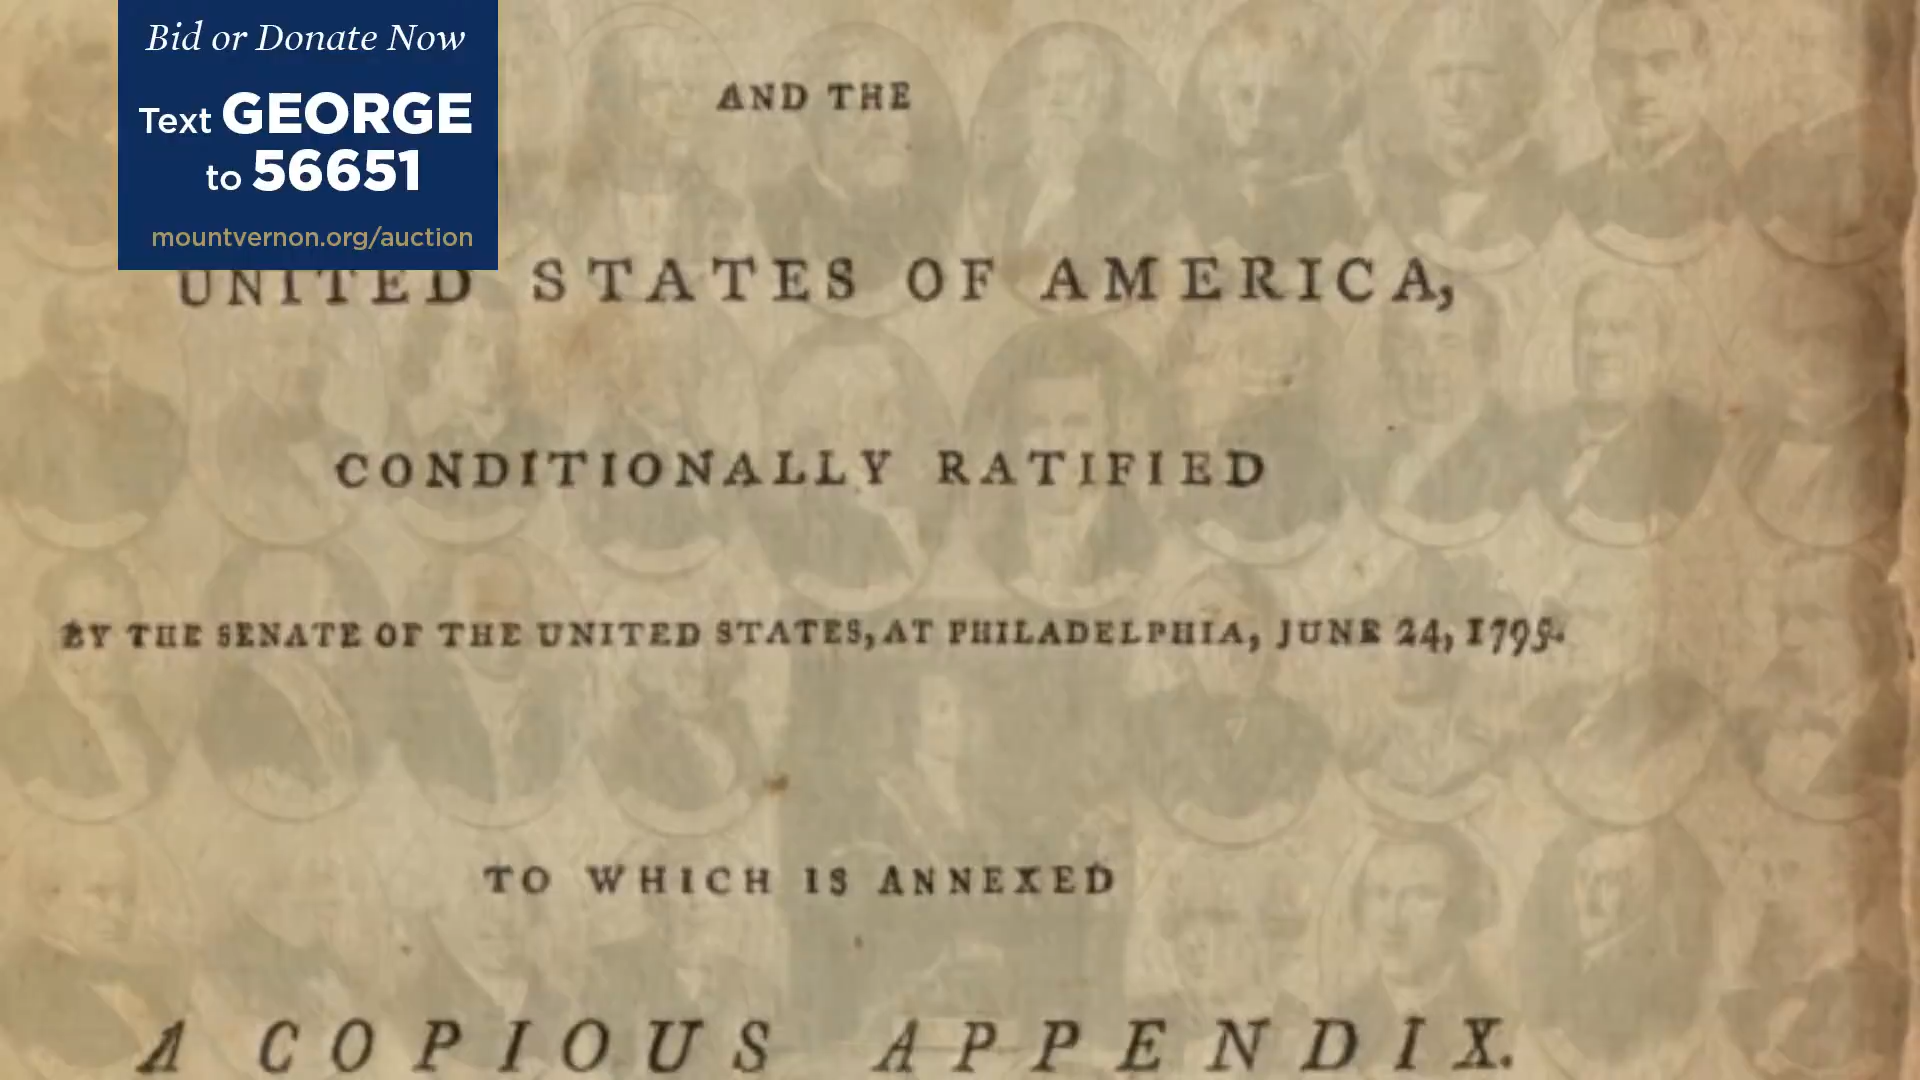 Bid or Donate Now
Text GEORGE
to 56651
mountvernon.org/auction
AND THE
UNITED STATES OF AMERICA,
CONDITIONALLY RATIFIED
BY THE SENATE OF THE UNITED STATES, AT PHILADELPHIA, JUNE 24, 1795.
TO WHICH IS ANNEXED
A COPIOUS APPENDIX.